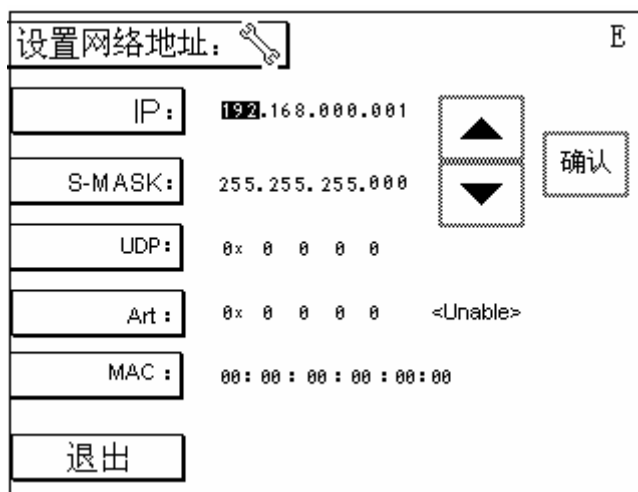 设置网络地址： E
IP： 192.168.000.001
确认
S-MASK： 255.255.255.000
UDP： 0x 0 0 0 0
Art： 0x 0 0 0 0 <Unable>
MAC： 00:00:00:00:00:00
退出